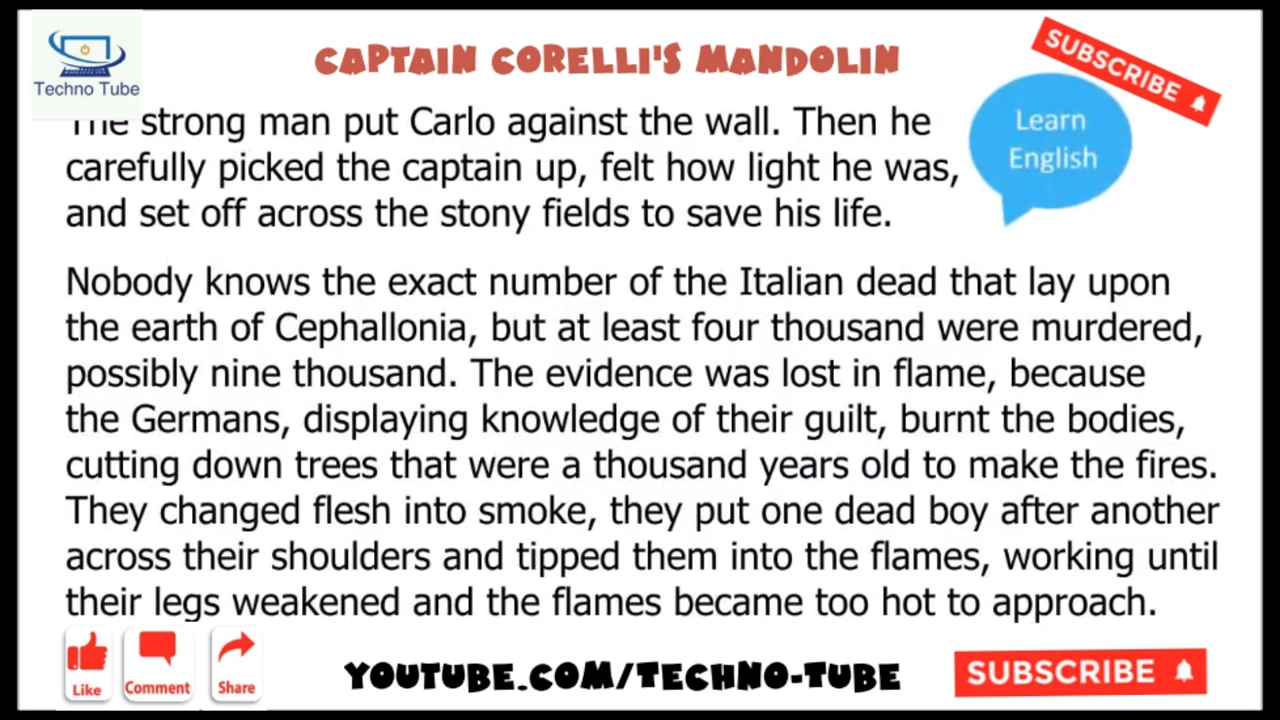 Techno Tube
CAPTAIN CORELLI'S MANDOLIN
SUBSCRIBE
Learn
English
The strong man put Carlo against the wall. Then he
carefully picked the captain up, felt how light he was,
and set off across the stony fields to save his life.
Nobody knows the exact number of the Italian dead that lay upon
the earth of Cephallonia, but at least four thousand were murdered,
possibly nine thousand. The evidence was lost in flame, because
the Germans, displaying knowledge of their guilt, burnt the bodies,
cutting down trees that were a thousand years old to make the fires.
They changed flesh into smoke, they put one dead boy after another
across their shoulders and tipped them into the flames, working until
their legs weakened and the flames became too hot to approach.
Like
Comment
Share
YOUTUBE.COM/TECHNO-TUBE
SUBSCRIBE